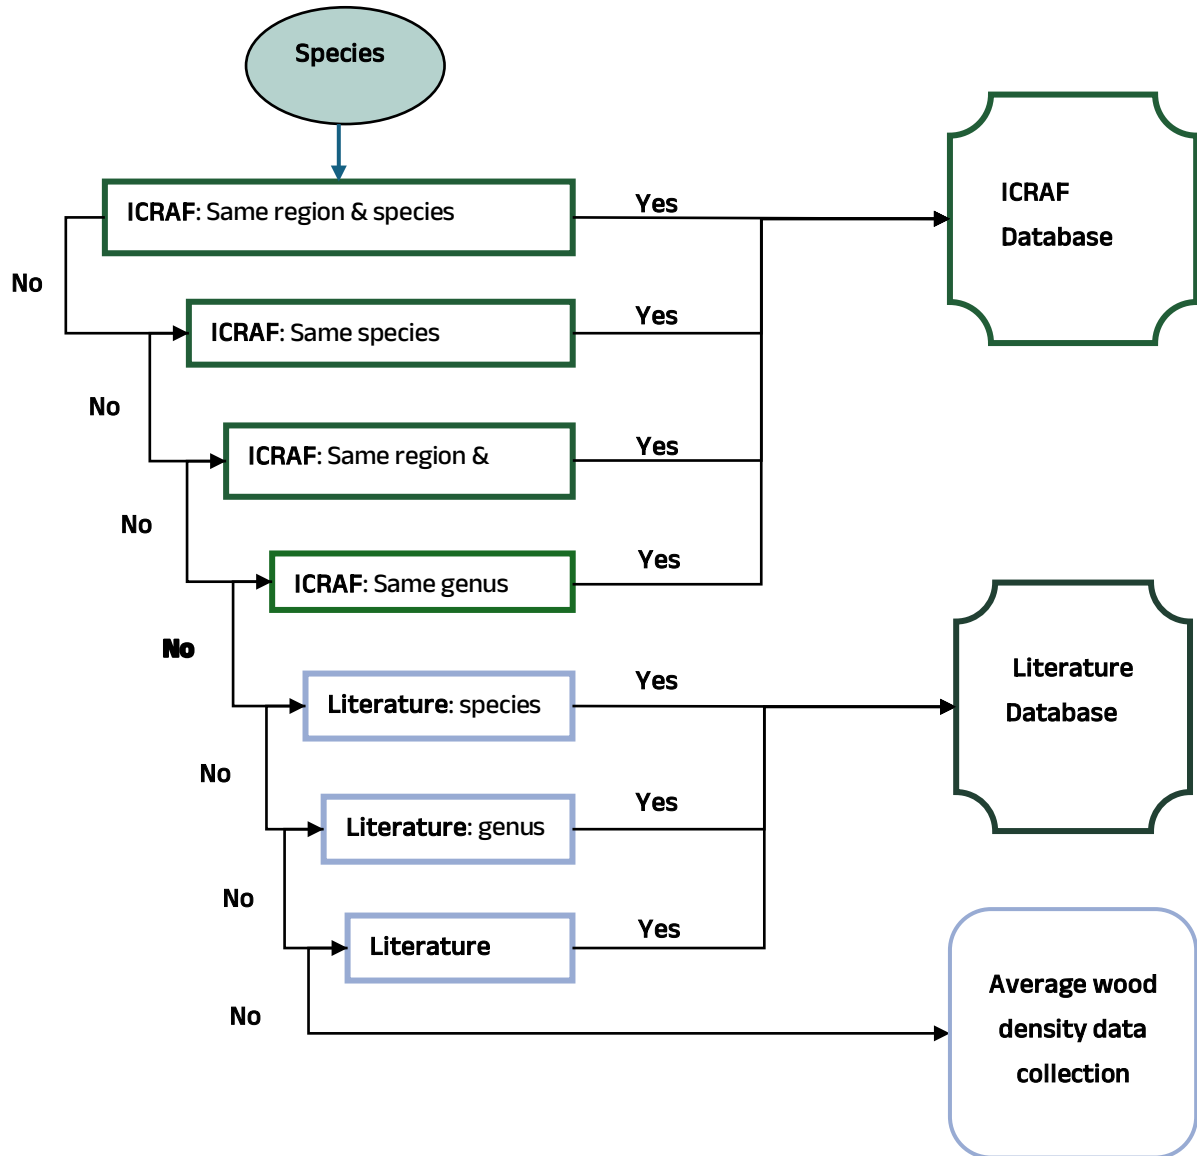 Species
ICRAF: Same region & species
Yes
ICRAF
Database
No
ICRAF: Same species
Yes
No
ICRAF: Same region &
Yes
No
ICRAF: Same genus
Yes
No
Literature: species
Yes
Literature
Database
No
Literature: genus
Yes
No
Literature
Yes
No
Average wood
density data
collection